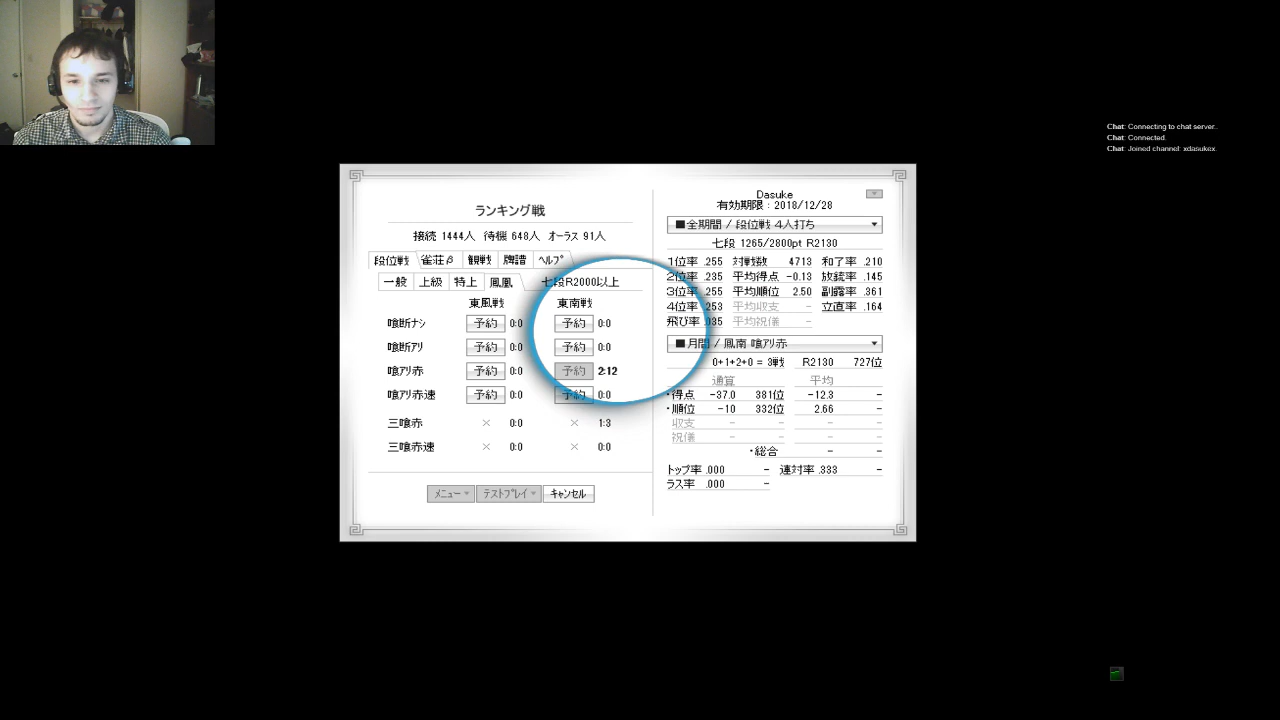 Chat: Connecting to chat server..
Chat: Connected.
Chat: Joined channel: xdasukex.
ランキング戦
接続 1444人 待機 648人 オーラス 91人
段位戦 雀荘β 観戦 牌譜 ヘルプ
一般 上級 特上 鳳凰 七段R2000以上
東風戦 東南戦
喰断ナシ 予約 0:0 予約 0:0
喰断アリ 予約 0:0 予約 0:0
喰アリ赤 予約 0:0 予約 2:12
喰アリ赤速 予約 0:0 予約 0:0
三喰赤 × 0:0 × 1:3
三喰赤速 × 0:0 × 0:0
メニュー テストプレイ キャンセル
Dasuke
有効期限：2018/12/28
■全期間 / 段位戦 4人打ち
七段 1265/2800pt R2130
1位率 .255 対戦数 4713 和了率 .210
2位率 .235 平均得点 -0.13 放銃率 .145
3位率 .255 平均順位 2.50 副露率 .361
4位率 .253 平均収支 - 立直率 .164
飛び率 .035 平均祝儀 -
■月間 / 鳳南 喰アリ赤
0+1+2+0 = 3戦 R2130 727位
通算 平均
・得点 -37.0 381位 -12.3 -
・順位 -10 332位 2.66 -
収支 - - - -
祝儀 - - - -
・総合 - -
トップ率 .000 - 連対率 .333 -
ラス率 .000 -